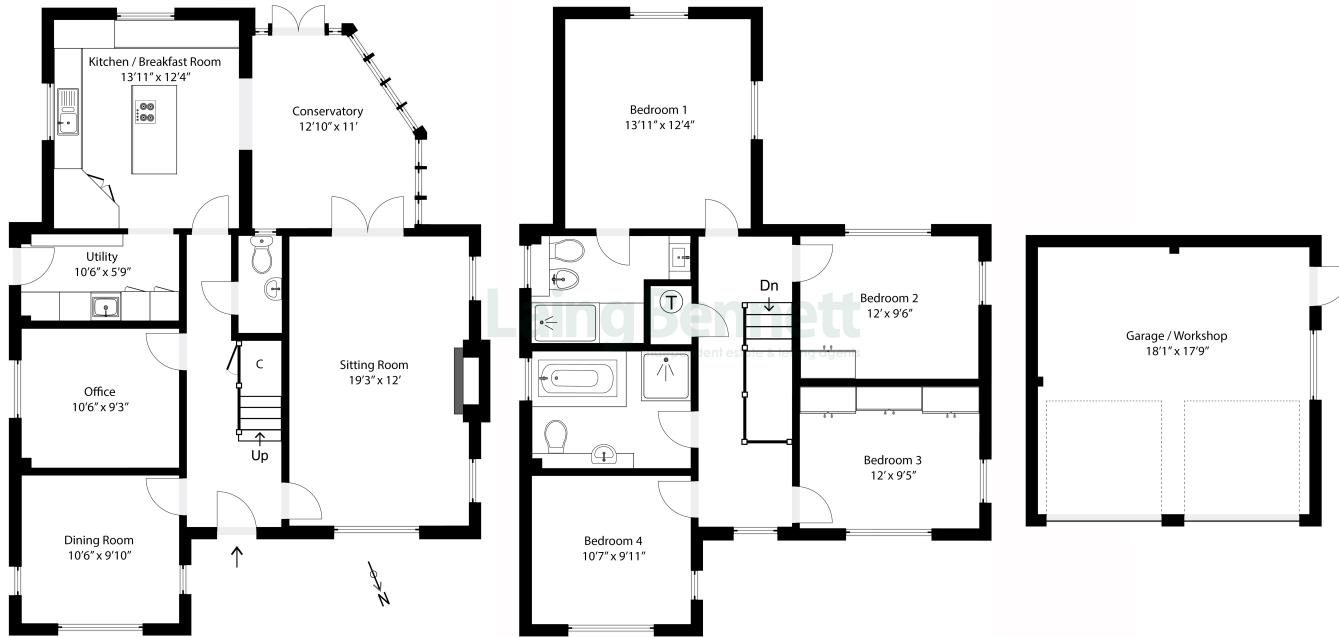 Kitchen / Breakfast Room
13'11" x 12'4"
Conservatory
12'10" x 11'
Utility
10'6" x 5'9"
Office
10'6" x 9'3"
Dining Room
10'6" x 9'10"
C
Up
Sitting Room
19'3" x 12'
N
Bedroom 1
13'11" x 12'4"
T
Dn
Bedroom 2
12' x 9'6"
Bedroom 3
12' x 9'5"
Bedroom 4
10'7" x 9'11"
Laing Bennett
independent estate & letting agents
Garage / Workshop
18'1" x 17'9"